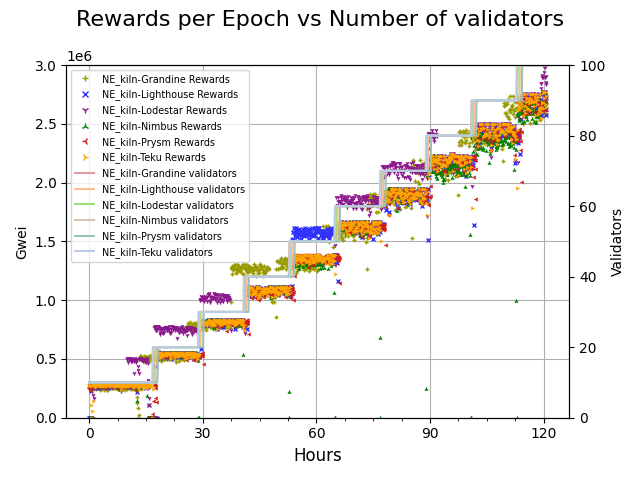 Rewards per Epoch vs Number of validators
1e6
3.0
2.5
2.0
1.5
1.0
0.5
0.0
Gwei
NE_kiln-Grandine Rewards
NE_kiln-Lighthouse Rewards
NE_kiln-Lodestar Rewards
NE_kiln-Nimbus Rewards
NE_kiln-Prysm Rewards
NE_kiln-Teku Rewards
NE_kiln-Grandine validators
NE_kiln-Lighthouse validators
NE_kiln-Lodestar validators
NE_kiln-Nimbus validators
NE_kiln-Prysm validators
NE_kiln-Teku validators
100
80
60
40
20
0
Validators
0 30 60 90 120
Hours